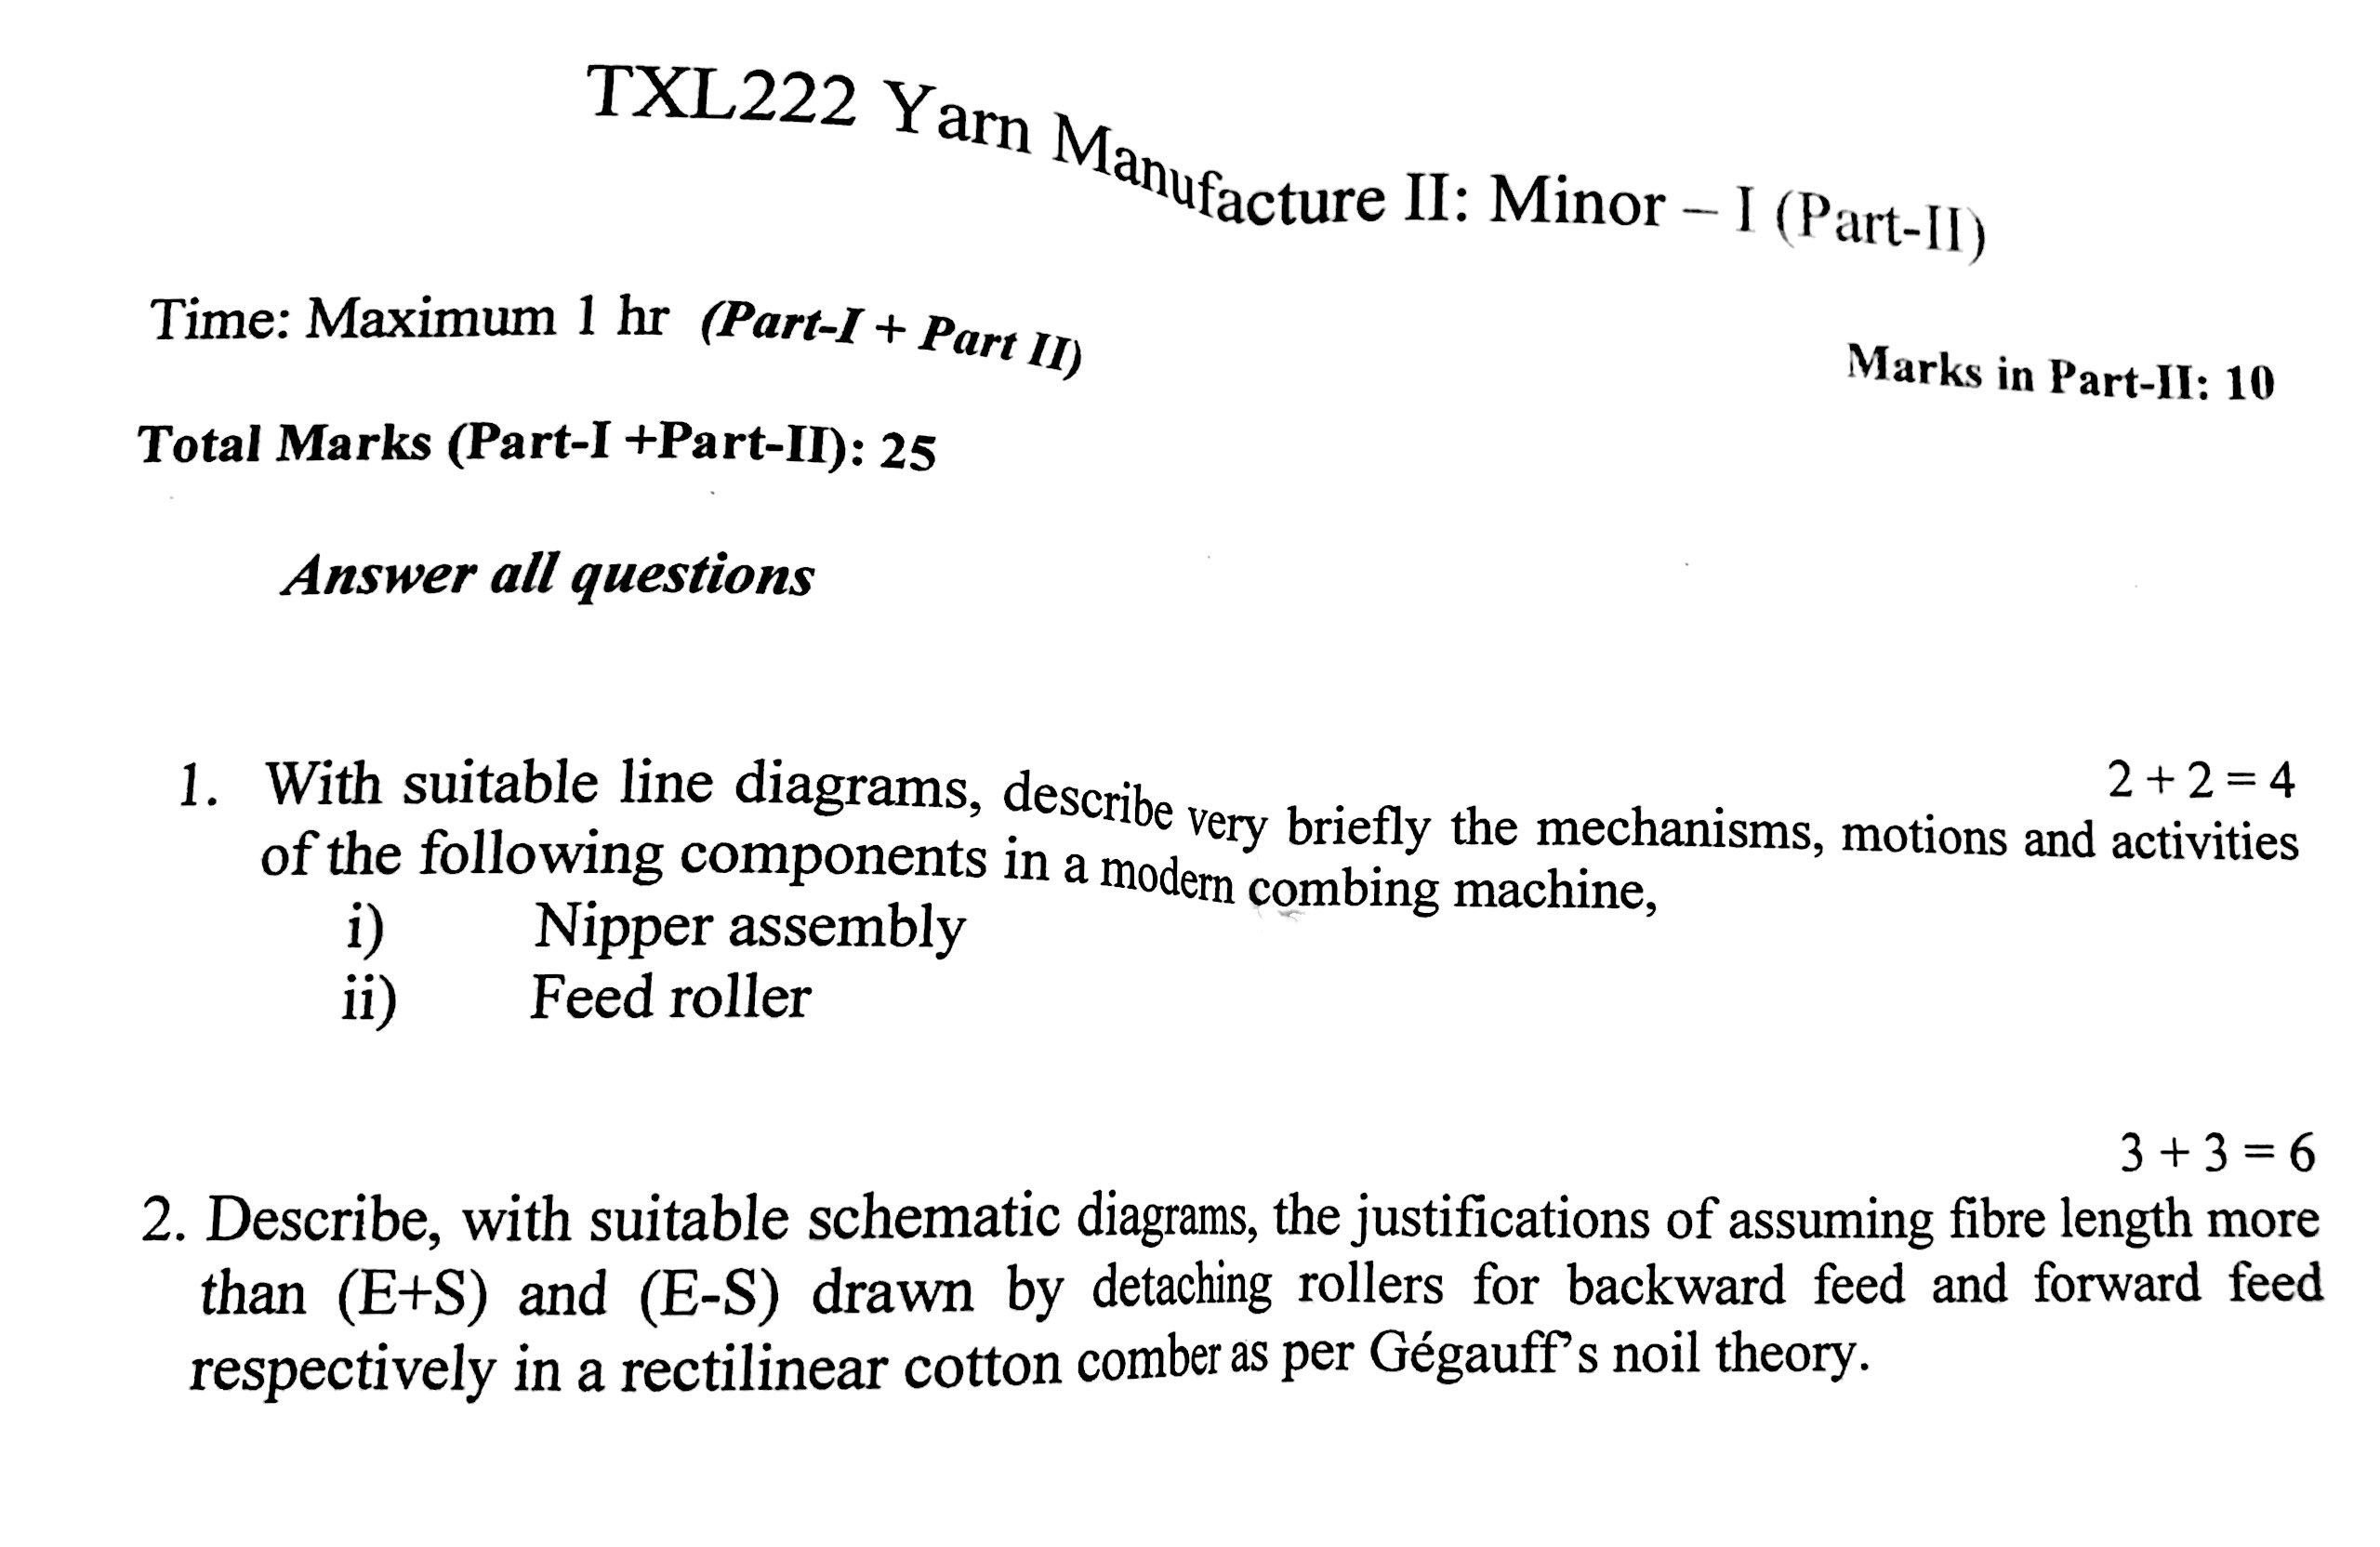 TXL222 Yarn Manufacture II: Minor – I (Part-II)
Time: Maximum 1 hr (Part-I + Part II)
Marks in Part-II: 10
Total Marks (Part-I +Part-II): 25
Answer all questions
2 + 2 = 4
1. With suitable line diagrams, describe very briefly the mechanisms, motions and activities
of the following components in a modern combing machine,
i) Nipper assembly
ii) Feed roller
3 + 3 = 6
2. Describe, with suitable schematic diagrams, the justifications of assuming fibre length more
than (E+S) and (E-S) drawn by detaching rollers for backward feed and forward feed
respectively in a rectilinear cotton comber as per Gégauff's noil theory.